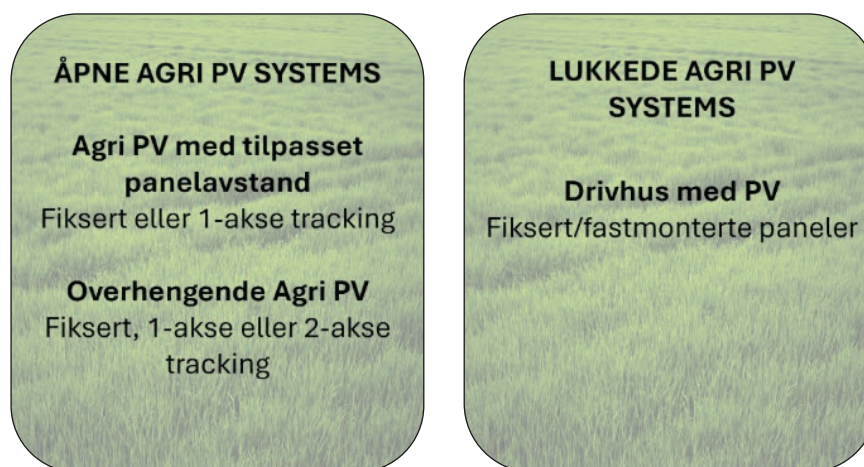 ÅPNE AGRI PV SYSTEMS
Agri PV med tilpasset
panelavstand
Fiksert eller 1-akse tracking
Overhengende Agri PV
Fiksert, 1-akse eller 2-akse
tracking
LUKKEDE AGRI PV
SYSTEMS
Drivhus med PV
Fiksert/fastmonterte paneler